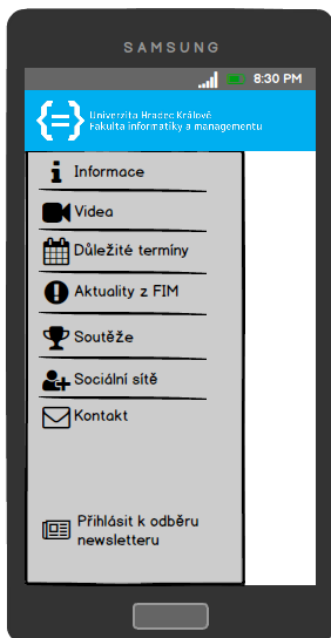 SAMSUNG
8:30 PM
{=}
Univerzita Hradec Králové
Fakulta informatiky a managementu
Informace
Videa
Důležité termíny
Aktuality z FIM
Soutěže
Sociální sítě
Kontakt
Přihlásit k odběru
newsletteru